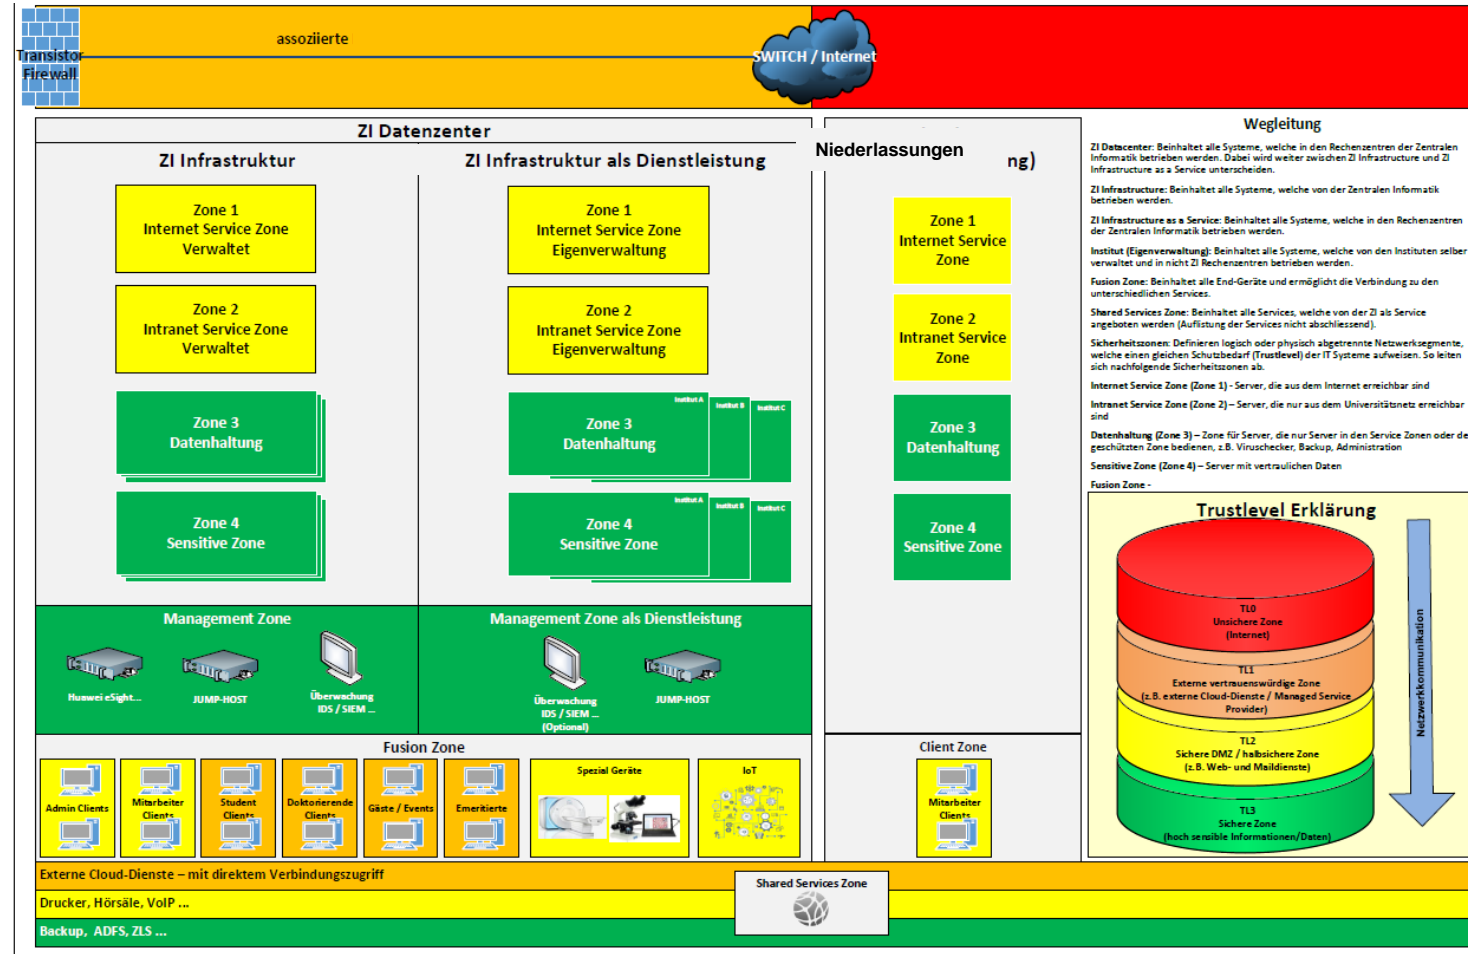 Transistor
Firewall
assoziierte
SWITCH / Internet
ZI Datenzenter
ZI Infrastruktur
ZI Infrastruktur als Dienstleistung
Niederlassungen
ng)
Zone 1
Internet Service Zone
Verwaltet
Zone 2
Intranet Service Zone
Verwaltet
Zone 3
Datenhaltung
Zone 4
Sensitive Zone
Zone 1
Internet Service Zone
Eigenverwaltung
Zone 2
Intranet Service Zone
Eigenverwaltung
Institut A
Institut B
Institut C
Zone 3
Datenhaltung
Institut A
Institut B
Institut C
Zone 4
Sensitive Zone
Zone 1
Internet Service
Zone
Zone 2
Intranet Service
Zone
Zone 3
Datenhaltung
Zone 4
Sensitive Zone
Management Zone
Huawei eSight...
JUMP-HOST
Überwachung
IDS / SIEM ...
Management Zone als Dienstleistung
Überwachung
IDS / SIEM ...
(Optional)
JUMP-HOST
Fusion Zone
Admin Clients
Mitarbeiter
Clients
Student
Clients
Doktorierende
Clients
Gäste / Events
Emeritierte
Spezial Geräte
IoT
Client Zone
Mitarbeiter
Clients
Externe Cloud-Dienste – mit direktem Verbindungszugriff
Drucker, Hörsäle, VoIP ...
Backup, ADFS, ZLS ...
Shared Services Zone
Wegleitung
ZI Datacenter: Beinhaltet alle Systeme, welche in den Rechenzentren der Zentralen
Informatik betrieben werden. Dabei wird weiter zwischen ZI Infrastructure und ZI
Infrastructure as a Service unterscheiden.
ZI Infrastructure: Beinhaltet alle Systeme, welche von der Zentralen Informatik
betrieben werden.
ZI Infrastructure as a Service: Beinhaltet alle Systeme, welche in den Rechenzentren
der Zentralen Informatik betrieben werden.
Institut (Eigenverwaltung): Beinhaltet alle Systeme, welche von den Instituten selber
verwaltet und in nicht ZI Rechenzentren betrieben werden.
Fusion Zone: Beinhaltet alle End-Geräte und ermöglicht die Verbindung zu den
unterschiedlichen Services.
Shared Services Zone: Beinhaltet alle Services, welche von der ZI als Service
angeboten werden (Auflistung der Services nicht abschliessend).
Sicherheitszonen: Definieren logisch oder physisch abgetrennte Netzwerksegmente,
welche einen gleichen Schutzbedarf (Trustlevel) der IT Systeme aufweisen. So leiten
sich nachfolgende Sicherheitszonen ab.
Internet Service Zone (Zone 1) - Server, die aus dem Internet erreichbar sind
Intranet Service Zone (Zone 2) – Server, die nur aus dem Universitätsnetz erreichbar
sind
Datenhaltung (Zone 3) – Zone für Server, die nur Server in den Service Zonen oder de
geschützten Zone bedienen, z.B. Viruschecker, Backup, Administration
Sensitive Zone (Zone 4) – Server mit vertraulichen Daten
Fusion Zone -
Trustlevel Erklärung
TL0
Unsichere Zone
(Internet)
TL1
Externe vertrauenswürdige Zone
(z.B. externe Cloud-Dienste / Managed Service
Provider)
TL2
Sichere DMZ / halbsichere Zone
(z.B. Web- und Maildienste)
TL3
Sichere Zone
(hoch sensible Informationen/Daten)
Netzwerkkommunikation